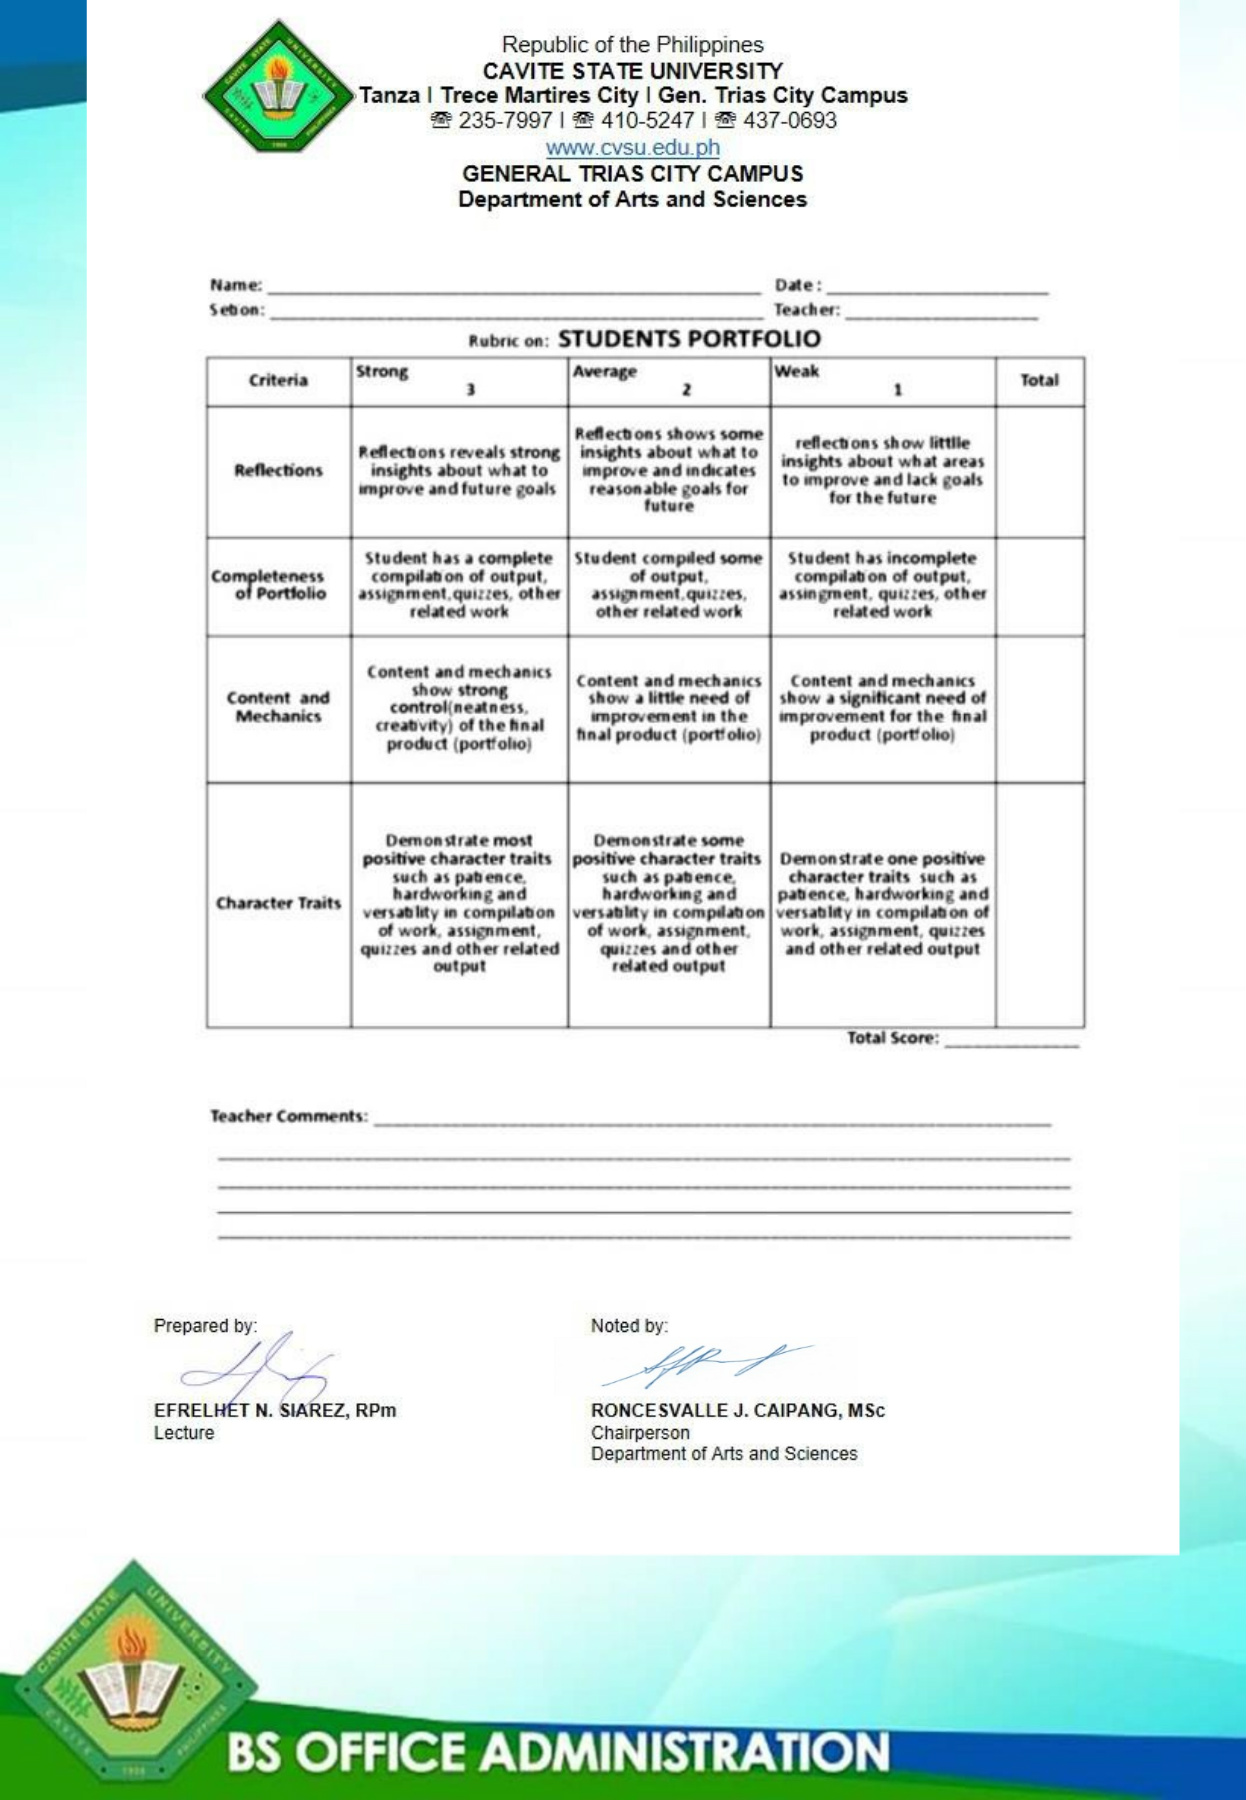 Republic of the Philippines
CAVITE STATE UNIVERSITY
Tanza | Trece Martires City | Gen. Trias City Campus
☏ 235-7997 | ☏ 410-5247 | ☏ 437-0693
www.cvsu.edu.ph
GENERAL TRIAS CITY CAMPUS
Department of Arts and Sciences
CAVITE STATE UNIVERSITY
CAVITE PHILIPPINES
1906
Name: Date:
Setion: Teacher:
Rubric on: STUDENTS PORTFOLIO
Criteria
Strong
3
Average
2
Weak
1
Total
Reflections
Reflections reveals strong
insights about what to
improve and future goals
Reflections shows some
insights about what to
improve and indicates
reasonable goals for
future
reflections show littlle
insights about what areas
to improve and lack goals
for the future
Completeness
of Portfolio
Student has a complete
compilation of output,
assignment,quizzes, other
related work
Student compiled some
of output,
assignment,quizzes,
other related work
Student has incomplete
compilation of output,
assingment, quizzes, other
related work
Content and
Mechanics
Content and mechanics
show strong
control(neatness,
creativity) of the final
product (portfolio)
Content and mechanics
show a little need of
improvement in the
final product (portfolio)
Content and mechanics
show a significant need of
improvement for the final
product (portfolio)
Character Traits
Demonstrate most
positive character traits
such as patience,
hardworking and
versatility in compilation
of work, assignment,
quizzes and other related
output
Demonstrate some
positive character traits
such as patience,
hardworking and
versatility in compilation
of work, assignment,
quizzes and other
related output
Demonstrate one positive
character traits such as
patience, hardworking and
versatility in compilation of
work, assignment, quizzes
and other related output
Total Score:
Teacher Comments:
Prepared by:
EFRELHET N. SIAREZ, RPm
Lecture
Noted by:
RONCESVALLE J. CAIPANG, MSc
Chairperson
Department of Arts and Sciences
CAVITE STATE UNIVERSITY
CAVITE PHILIPPINES
1906
BS OFFICE ADMINISTRATION